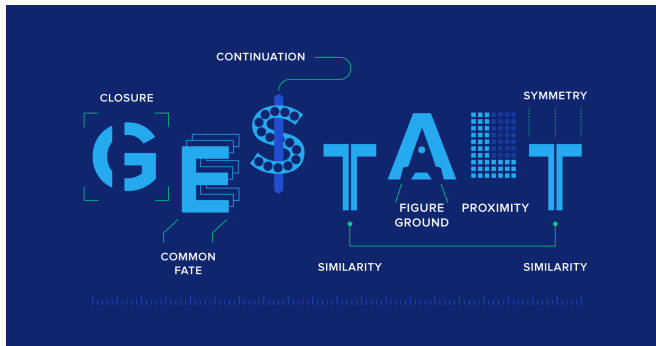 CONTINUATION
CLOSURE
SYMMETRY
GESTALT
FIGURE
GROUND
PROXIMITY
COMMON
FATE
SIMILARITY
SIMILARITY